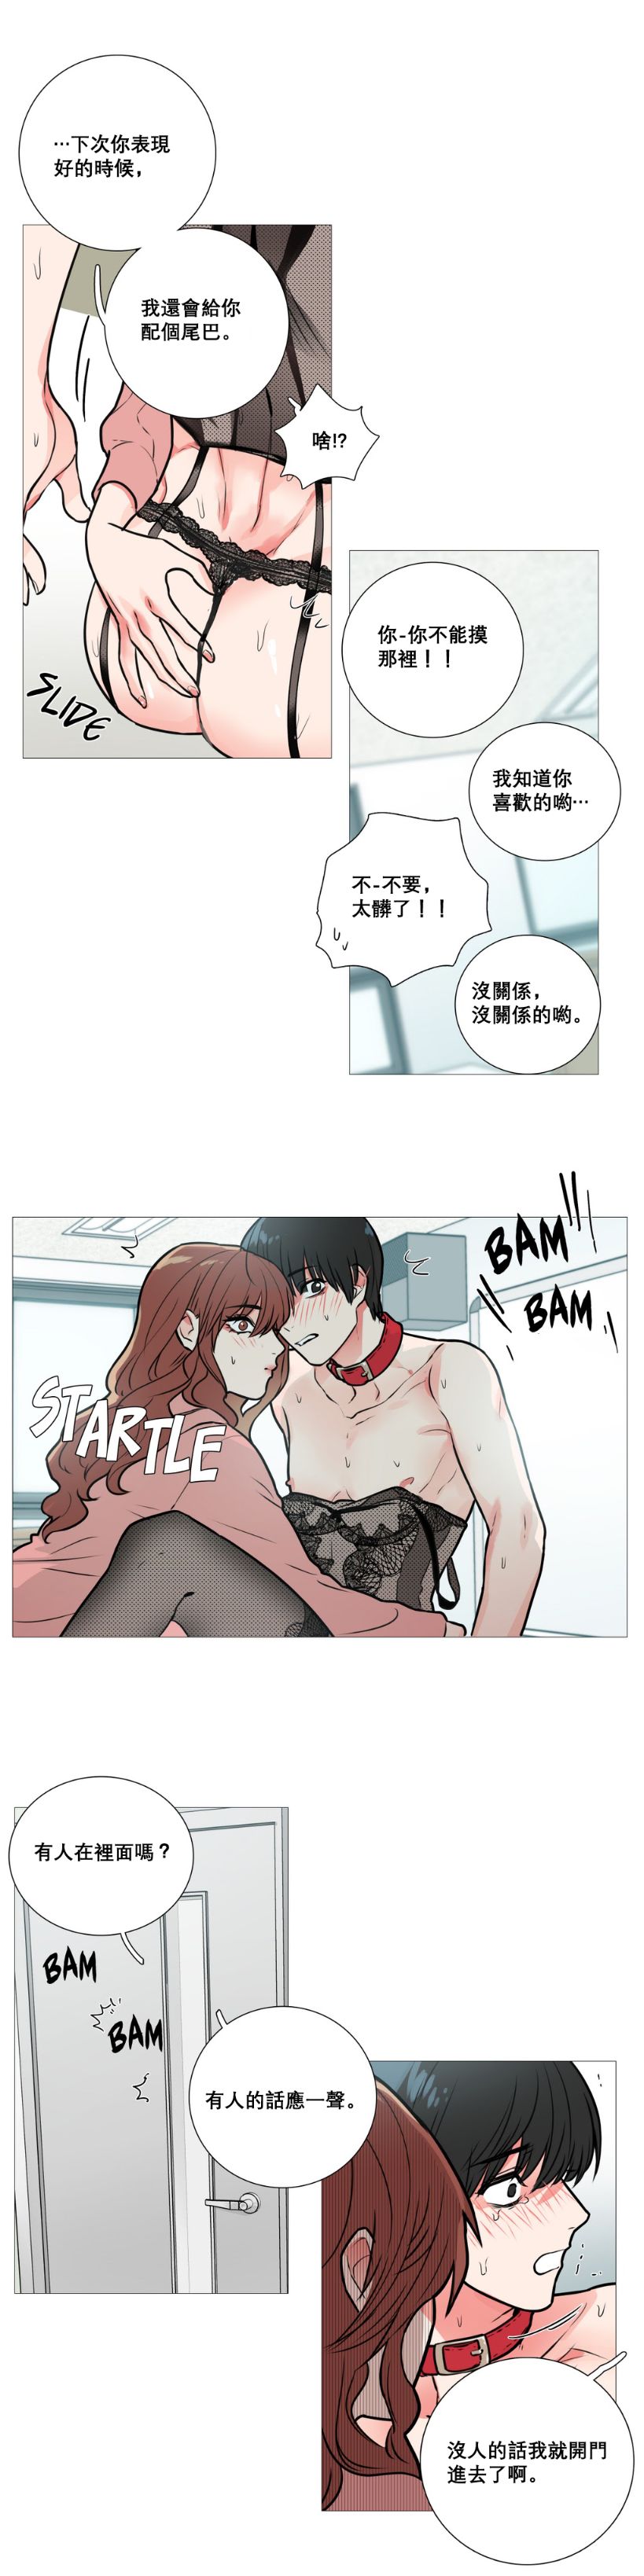 …下次你表現
好的時候，
我還會給你
配個尾巴。
啥!?
SLIDE
你-你不能摸
那裡！！
我知道你
喜歡的喲…
不-不要，
太髒了！！
沒關係，
沒關係的喲。
BAM
BAM
STARTLE
有人在裡面嗎？
BAM
BAM
有人的話應一聲。
沒人的話我就開門
進去了啊。